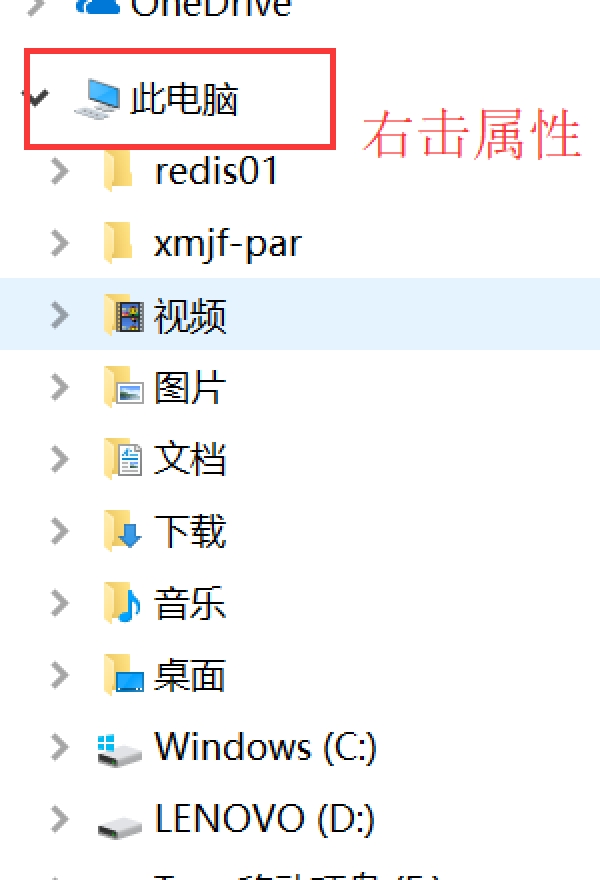 OneDrive
此电脑
右击属性
redis01
xmjf-par
视频
图片
文档
下载
音乐
桌面
Windows (C:)
LENOVO (D:)